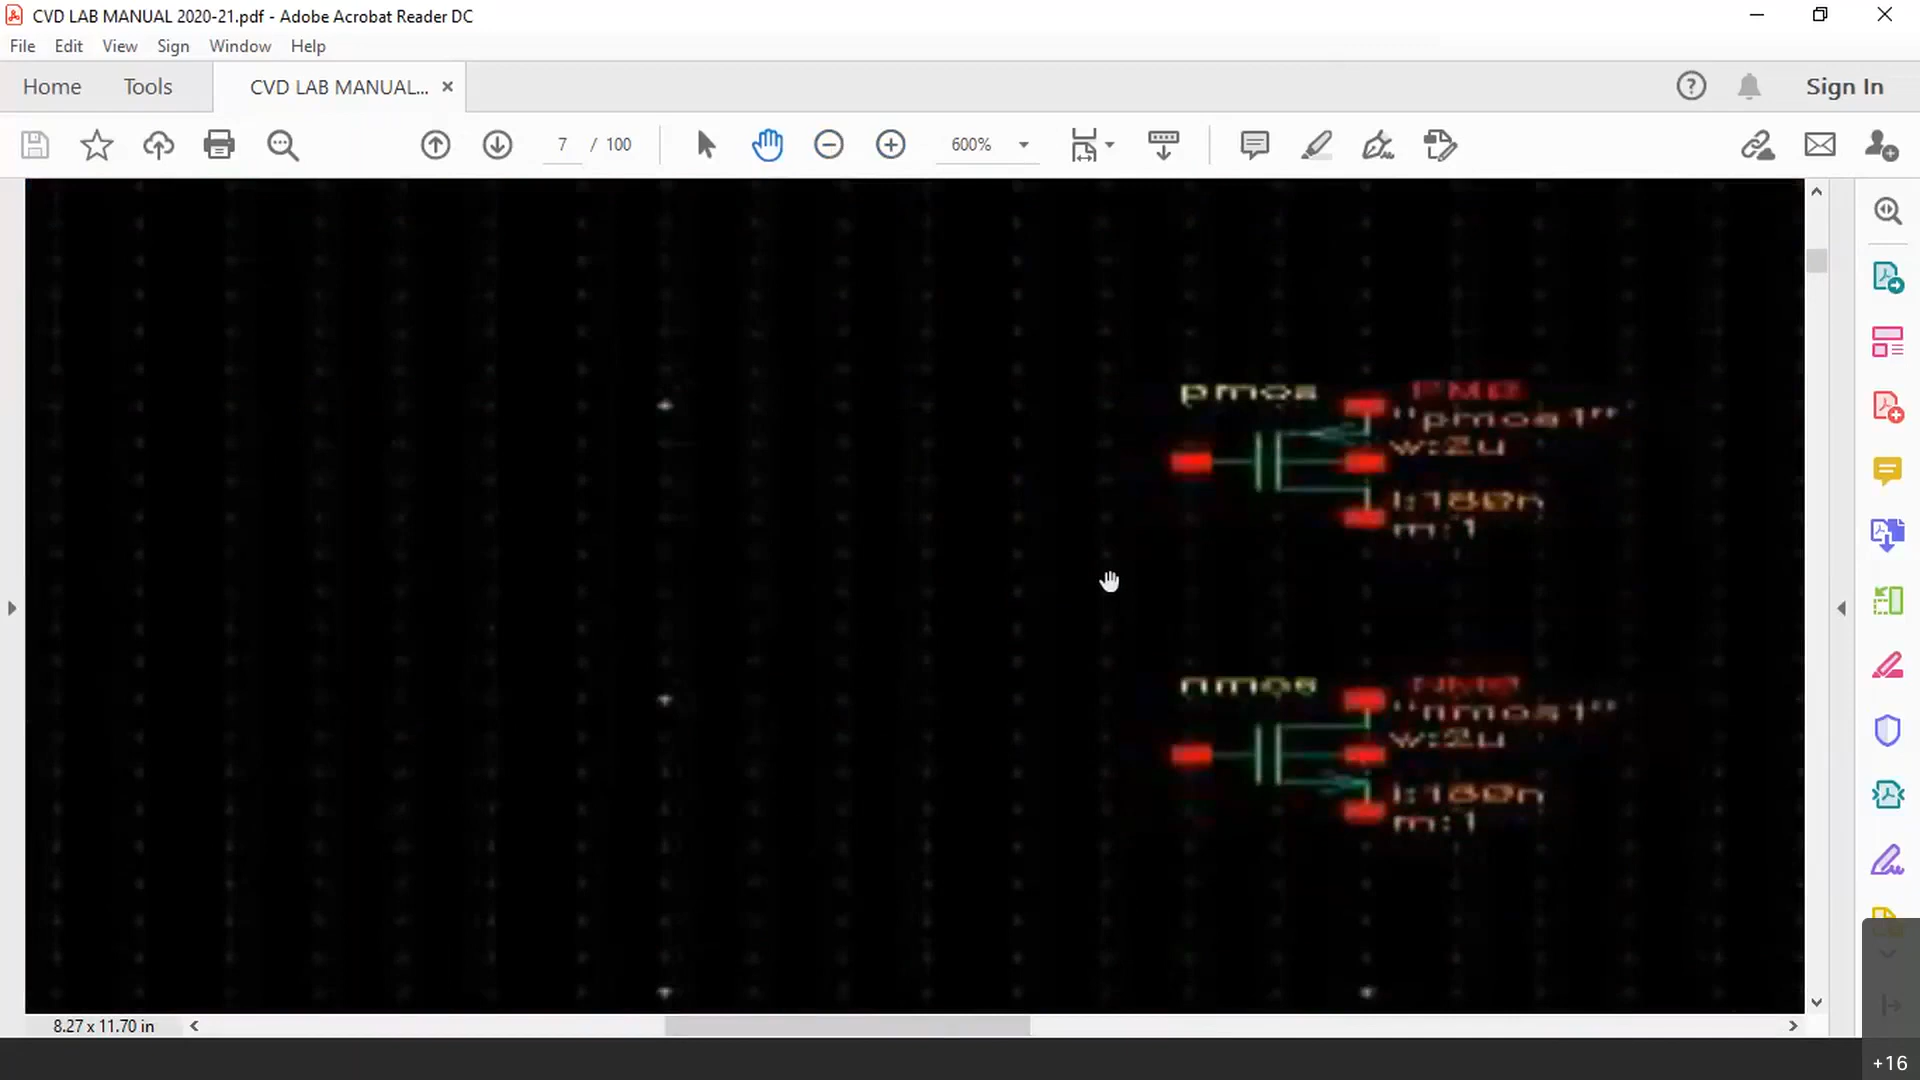 CVD LAB MANUAL 2020-21.pdf - Adobe Acrobat Reader DC
File Edit View Sign Window Help
Home Tools CVD LAB MANUAL... × Sign In
7 / 100 600%
pmos PM0
"pmos1"
w:2u
l:180n
m:1
nmos NM0
"nmos1"
w:2u
l:180n
m:1
8.27 x 11.70 in
+16